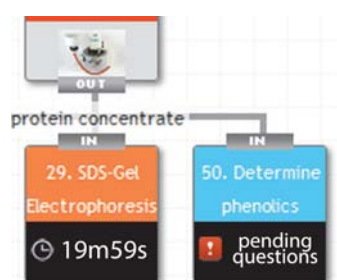 OUT
protein concentrate
IN
IN
29. SDS-Gel
Electrophoresis
50. Determine
phenolics
19m59s
!
pending
questions